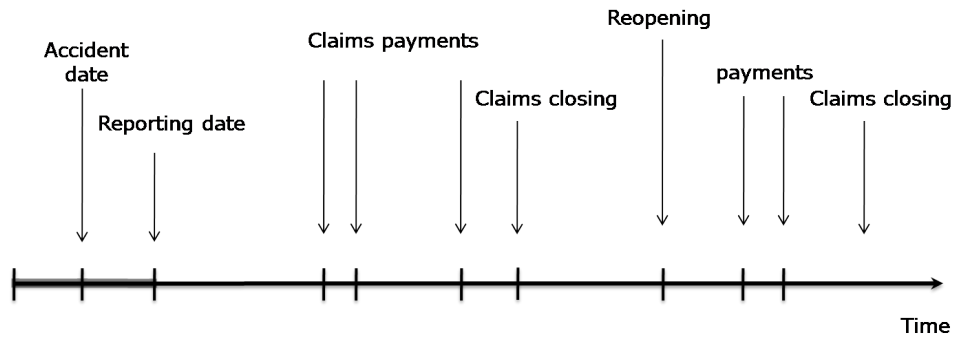 Reopening
Claims payments
Accident
date
payments
Claims closing
Claims closing
Reporting date
Time